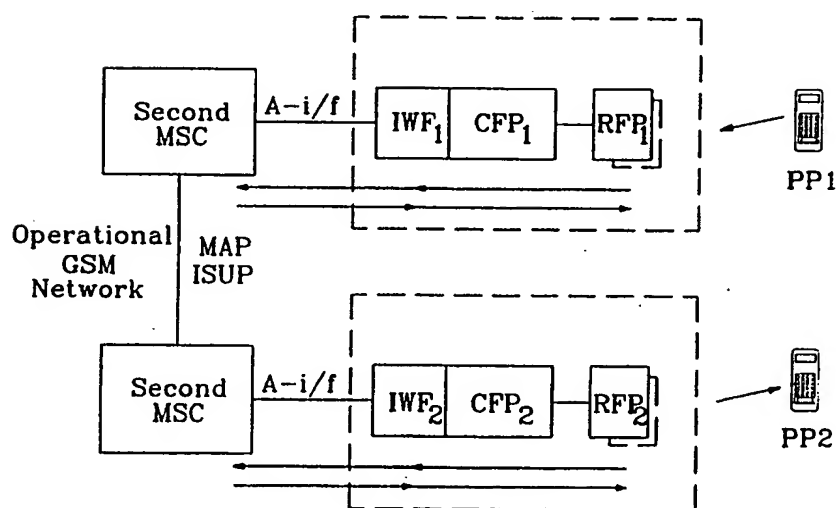 Second
MSC
A-i/f
IWF1
CFP1
RFP1
PP1
Operational
GSM
Network
MAP
ISUP
Second
MSC
A-i/f
IWF2
CFP2
RFP2
PP2